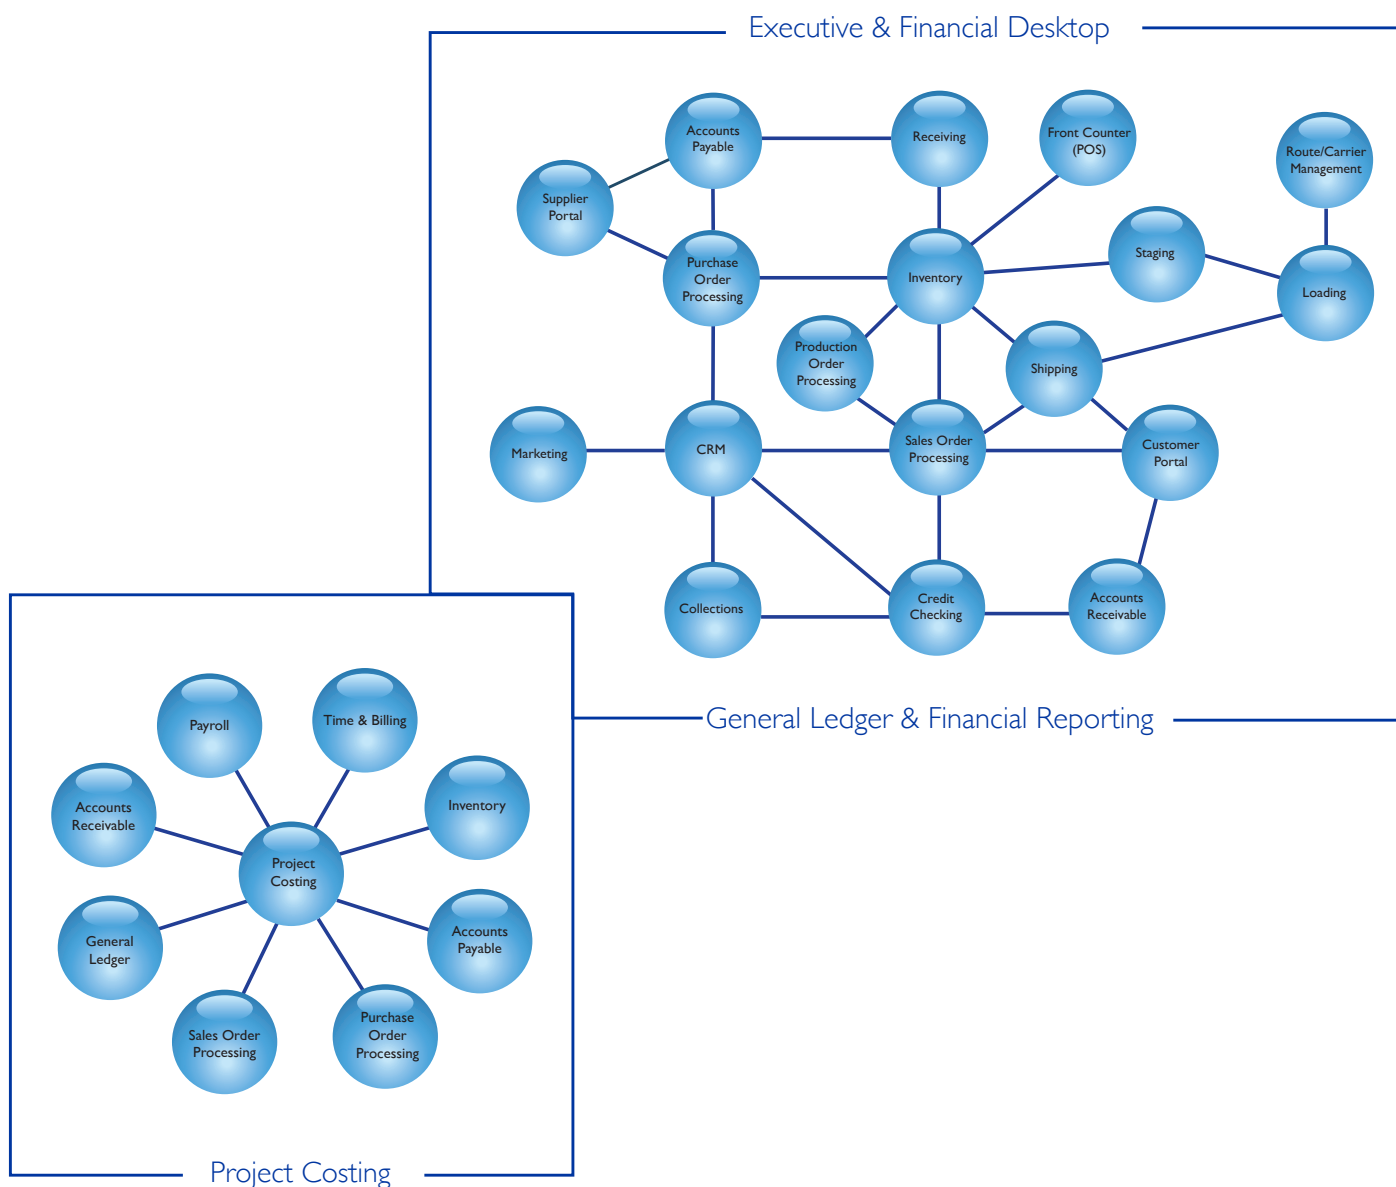 Executive & Financial Desktop
Accounts
Payable
Receiving
Front Counter
(POS)
Route/Carrier
Management
Supplier
Portal
Purchase
Order
Processing
Inventory
Staging
Loading
Production
Order
Processing
Shipping
Marketing
CRM
Sales Order
Processing
Customer
Portal
Collections
Credit
Checking
Accounts
Receivable
General Ledger & Financial Reporting
Payroll
Time & Billing
Accounts
Receivable
Inventory
Project
Costing
General
Ledger
Accounts
Payable
Sales Order
Processing
Purchase
Order
Processing
Project Costing